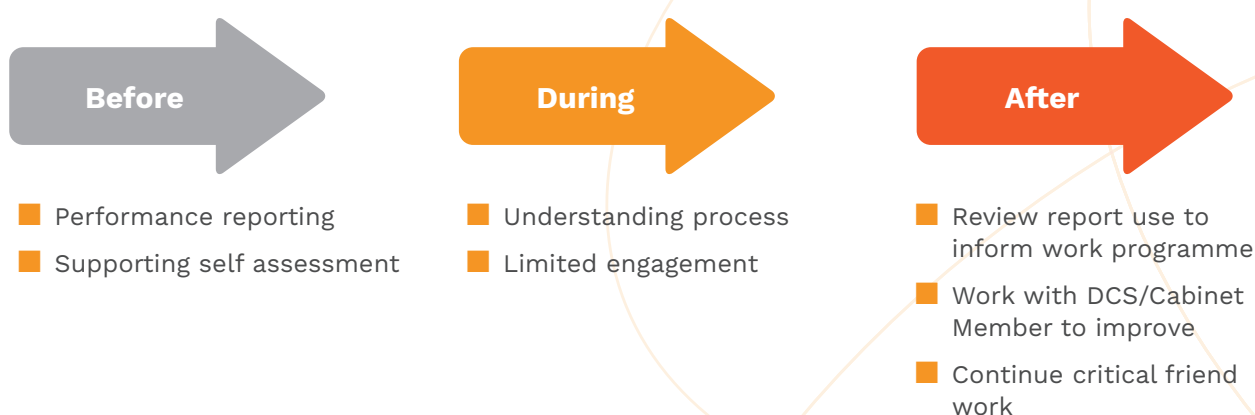 Before
Performance reporting
Supporting self assessment
During
Understanding process
Limited engagement
After
Review report use to
inform work programme
Work with DCS/Cabinet
Member to improve
Continue critical friend
work